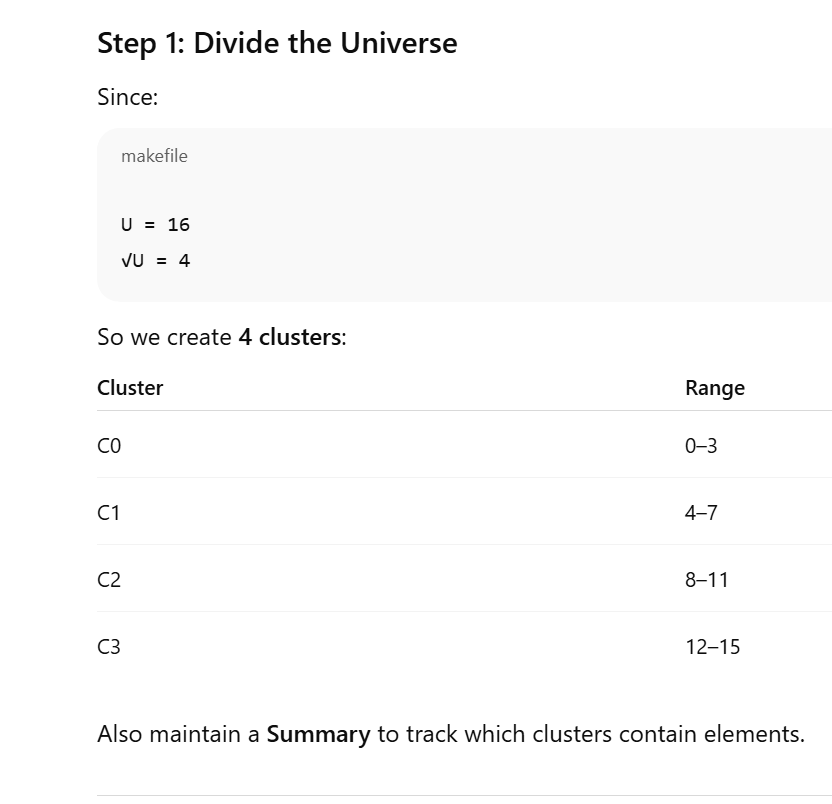 Step 1: Divide the Universe
Since:
makefile
U = 16
√U = 4
So we create 4 clusters:
Cluster Range
C0 0–3
C1 4–7
C2 8–11
C3 12–15
Also maintain a Summary to track which clusters contain elements.